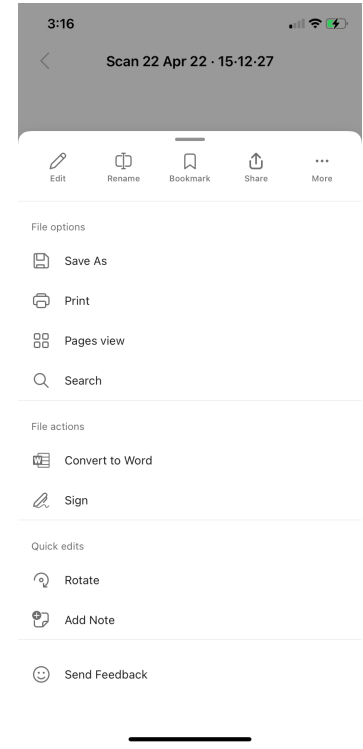 3:16
Scan 22 Apr 22 · 15·12·27
Edit Rename Bookmark Share More
File options
Save As
Print
Pages view
Search
File actions
W Convert to Word
Sign
Quick edits
Rotate
Add Note
Send Feedback